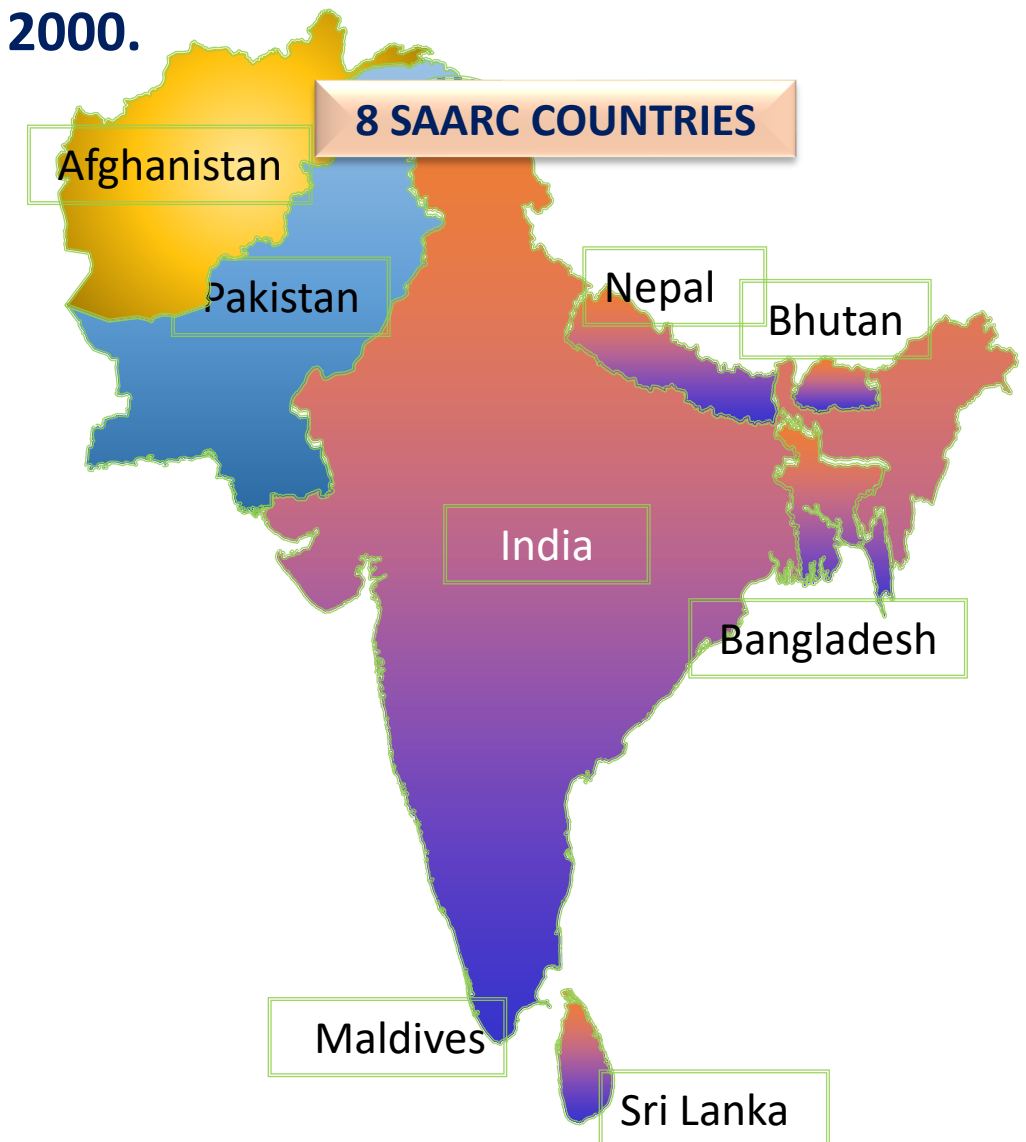 2000.
8 SAARC COUNTRIES
Afghanistan
Pakistan
Nepal
Bhutan
India
Bangladesh
Maldives
Sri Lanka